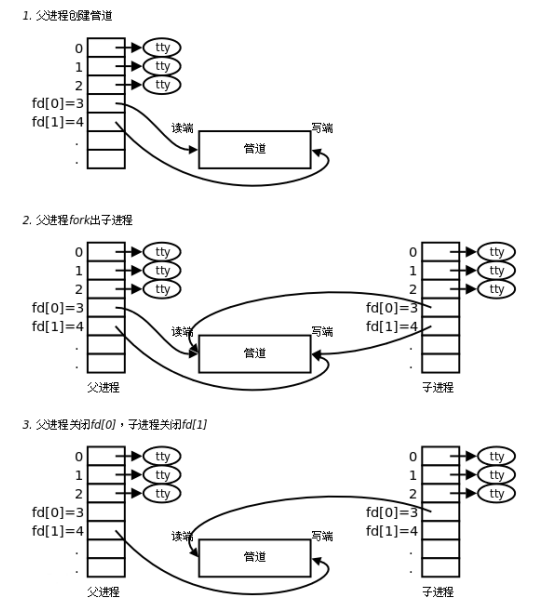 1. 父进程创建管道
0 tty
1 tty
2 tty
fd[0]=3
fd[1]=4 读端 写端
. 管道
.
2. 父进程fork出子进程
0 tty 0 tty
1 tty 1 tty
2 tty 2 tty
fd[0]=3 fd[0]=3
fd[1]=4 读端 写端 fd[1]=4
. 管道 .
. .
父进程 子进程
3. 父进程关闭fd[0]，子进程关闭fd[1]
0 tty 0 tty
1 tty 1 tty
2 tty 2 tty
fd[0]=3 fd[0]=3
fd[1]=4 读端 写端 fd[1]=4
. 管道 .
. .
父进程 子进程